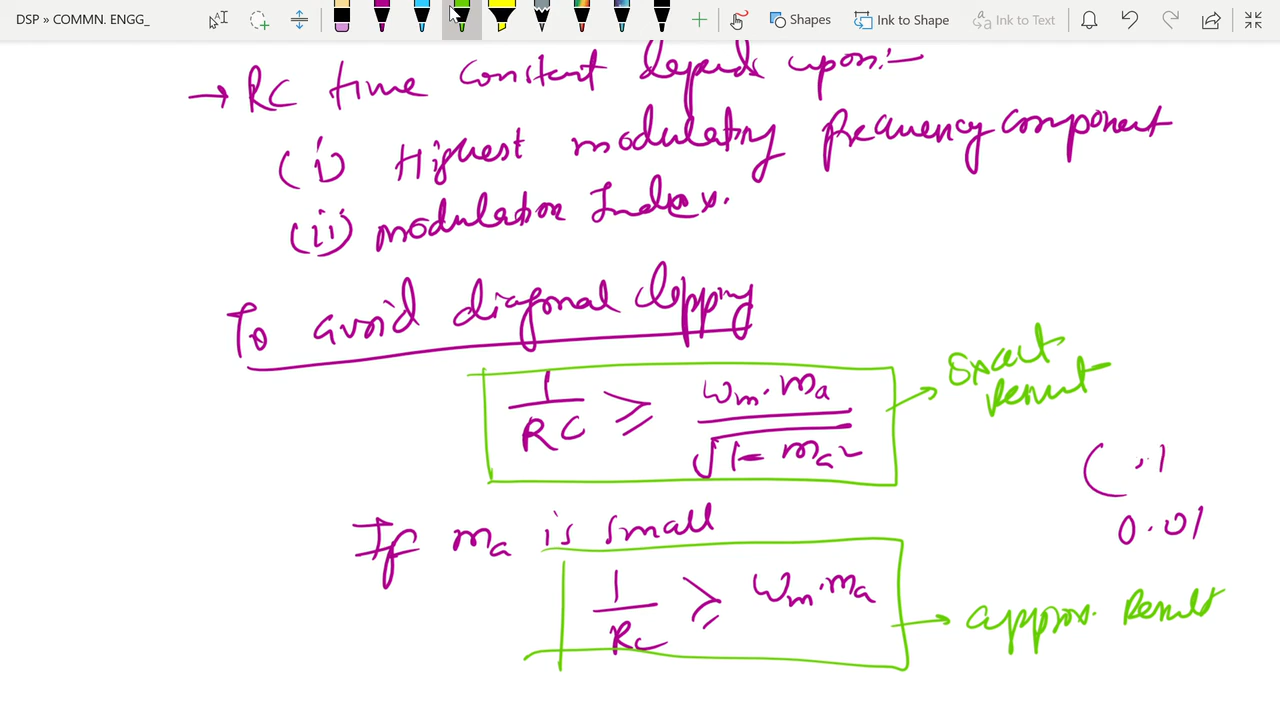 DSP » COMMN. ENGG_
Shapes
Ink to Shape
Ink to Text
→ RC time constant depends upon:-
(i) Highest modulating frequency component
(ii) modulation Index.
To avoid diagonal clipping
1/RC ≥ ωm·ma/√1-ma²
→ Exact Result
(.1
0.01
If ma is small
1/RC ≥ ωm·ma
→ approx. Result